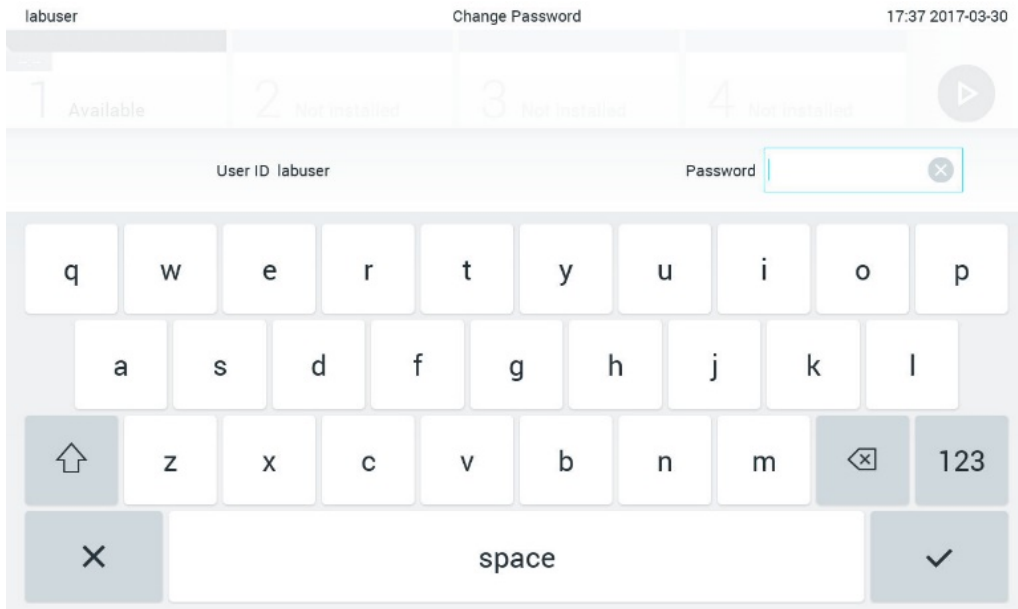 labuser Change Password 17:37 2017-03-30
1 Available 2 Not installed 3 Not installed 4 Not installed
User ID labuser Password
q w e r t y u i o p
a s d f g h j k l
z x c v b n m 123
space